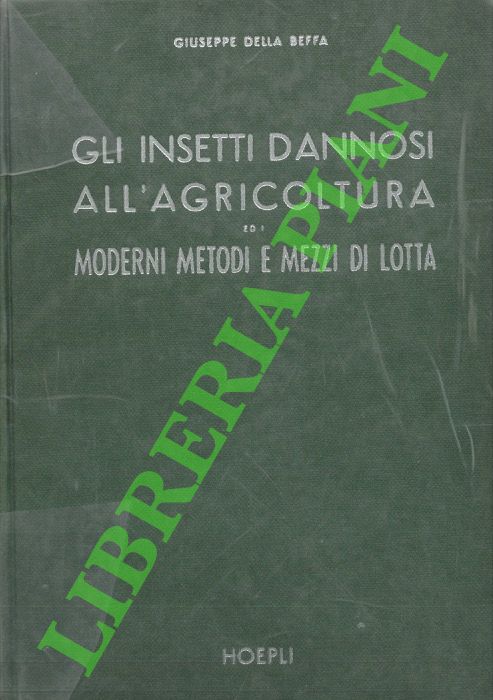 GIUSEPPE DELLA BEFFA
GLI INSETTI DANNOSI
ALL'AGRICOLTURA
ED I
MODERNI METODI E MEZZI DI LOTTA
HOEPLI
LIBRERIA PIANI